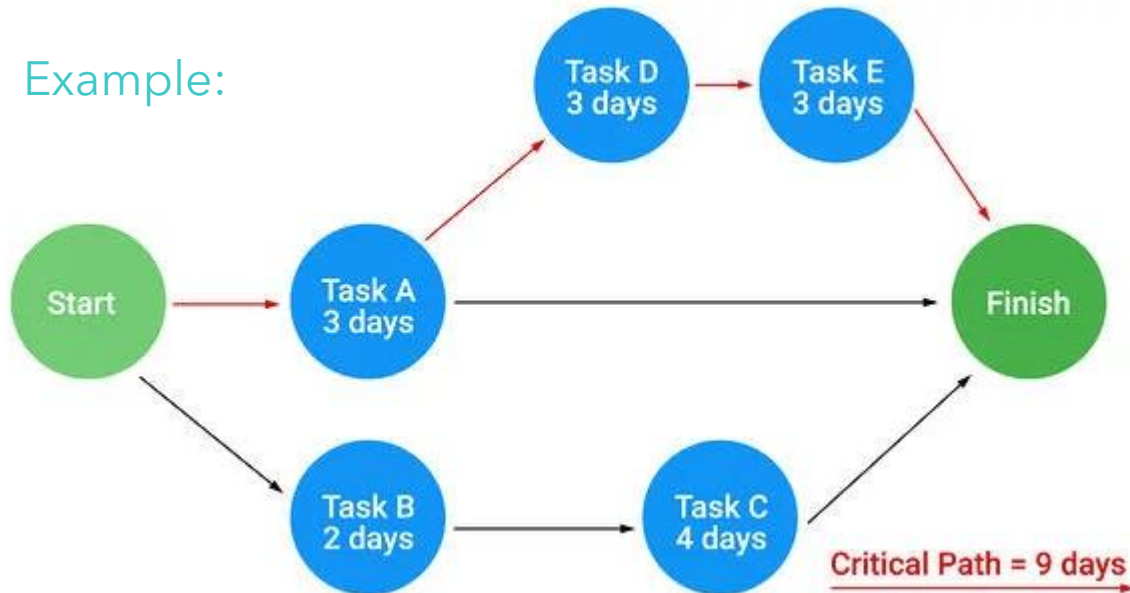 Example:
Task D
3 days
Task E
3 days
Start
Task A
3 days
Finish
Task B
2 days
Task C
4 days
Critical Path = 9 days